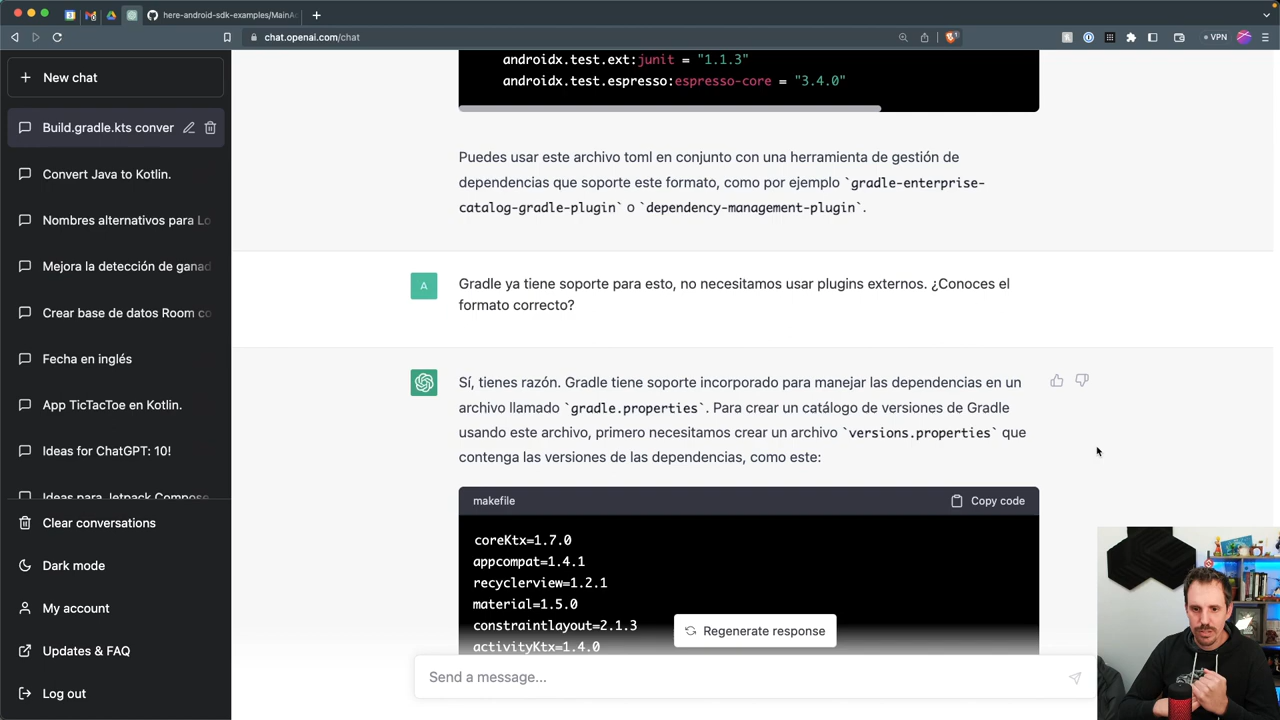 here-android-sdk-examples/MainAc
chat.openai.com/chat
VPN
New chat
Build.gradle.kts conver
Convert Java to Kotlin.
Nombres alternativos para Lo
Mejora la detección de ganad
Crear base de datos Room co
Fecha en inglés
App TicTacToe en Kotlin.
Ideas for ChatGPT: 10!
Ideas para Jetpack Compose
Clear conversations
Dark mode
My account
Updates & FAQ
Log out
androidx.test.ext:junit = "1.1.3"
androidx.test.espresso:espresso-core = "3.4.0"
Puedes usar este archivo toml en conjunto con una herramienta de gestión de
dependencias que soporte este formato, como por ejemplo `gradle-enterprise-
catalog-gradle-plugin` o `dependency-management-plugin`.
A
Gradle ya tiene soporte para esto, no necesitamos usar plugins externos. ¿Conoces el
formato correcto?
Sí, tienes razón. Gradle tiene soporte incorporado para manejar las dependencias en un
archivo llamado `gradle.properties`. Para crear un catálogo de versiones de Gradle
usando este archivo, primero necesitamos crear un archivo `versions.properties` que
contenga las versiones de las dependencias, como este:
makefile
Copy code
coreKtx=1.7.0
appcompat=1.4.1
recyclerview=1.2.1
material=1.5.0
constraintlayout=2.1.3
activityKtx=1.4.0
Regenerate response
Send a message...